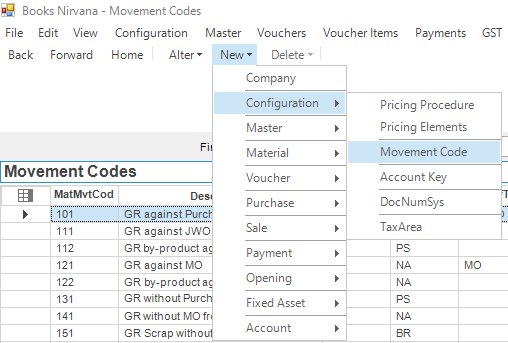 Books Nirvana - Movement Codes
File Edit View Configuration Master Vouchers Voucher Items Payments GST
Back Forward Home Alter New Delete
Company
Configuration
Master
Material
Voucher
Purchase
Sale
Payment
Opening
Fixed Asset
Account
Pricing Procedure
Pricing Elements
Movement Code
Account Key
DocNumSys
TaxArea
Movement Codes
MatMvtCod
101 GR against Purch
111 GR against JWO
112 GR by-product ag PS
121 GR against MO NA MO
122 GR by-product ag NA
131 GR without Purch PS
141 GR without MO fro NA
151 GR Scrap without BR